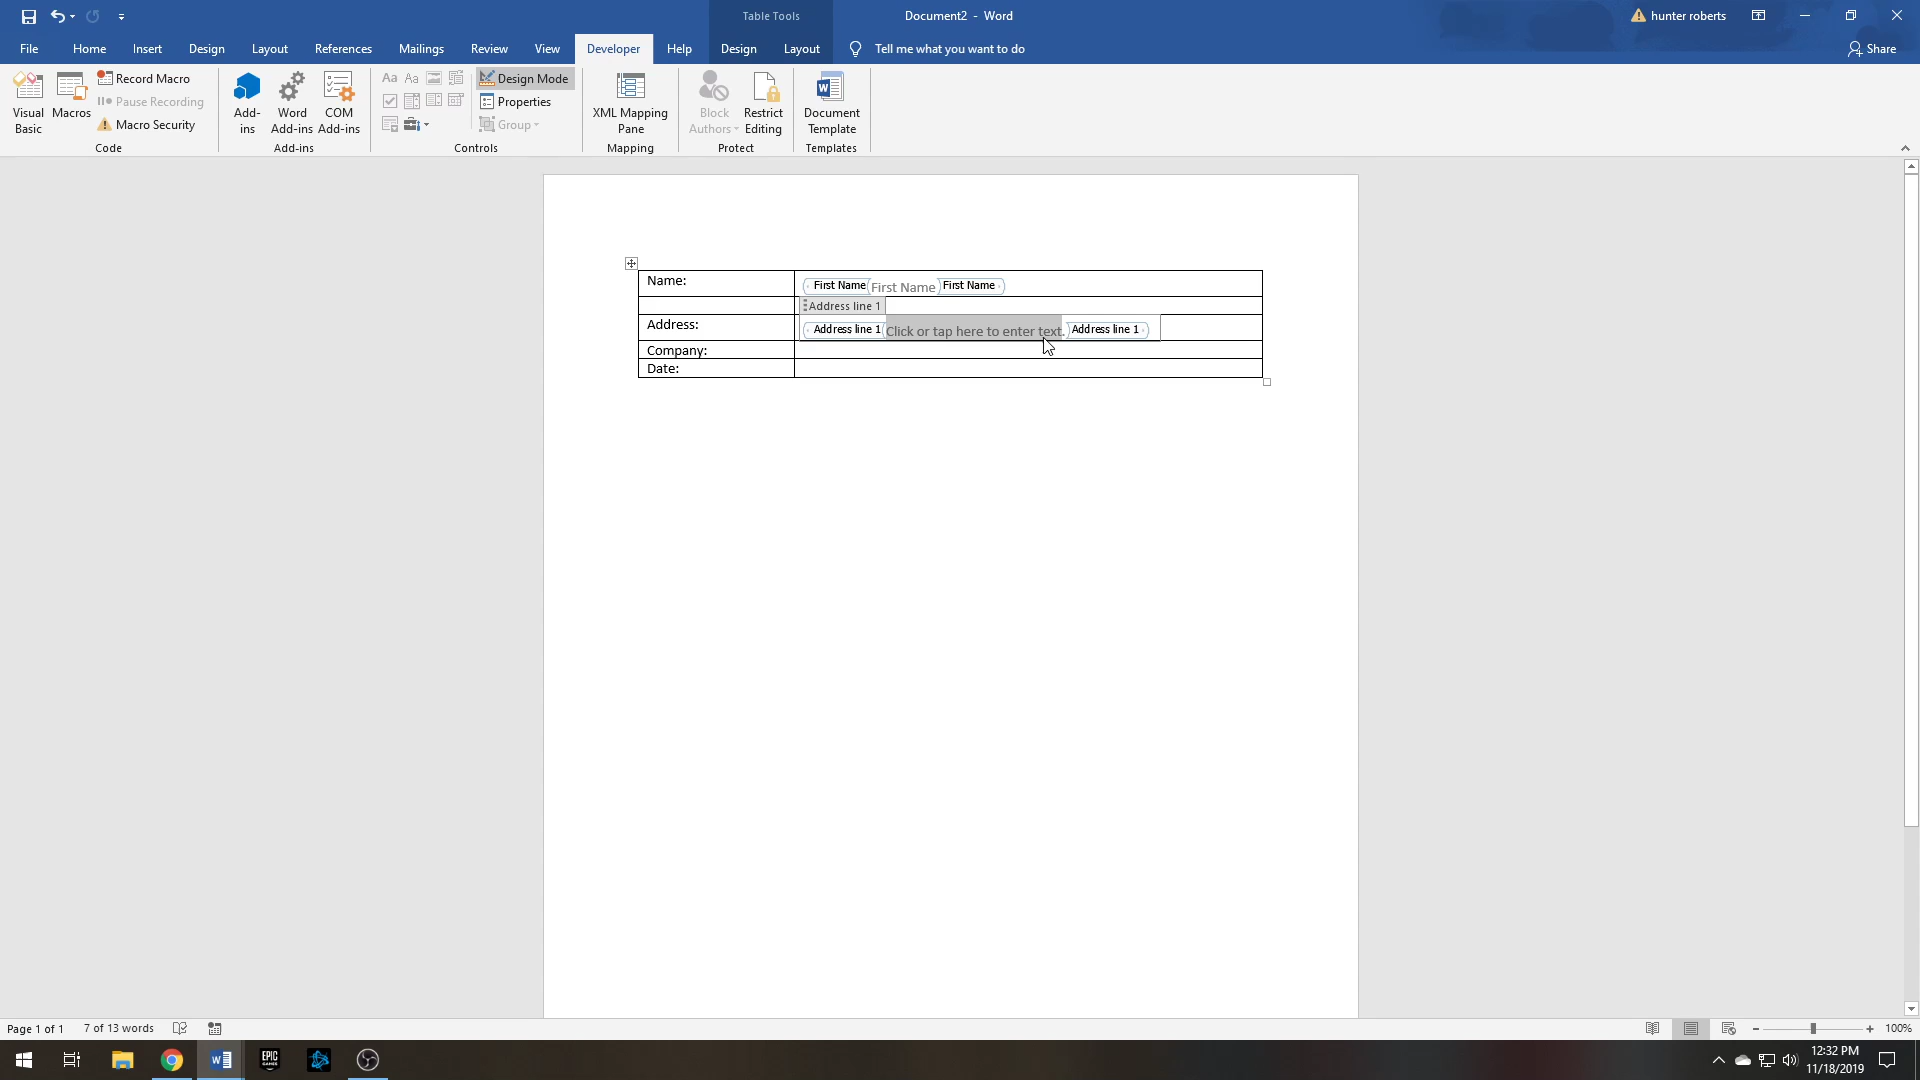 Table Tools
Document2 - Word
hunter roberts
File Home Insert Design Layout References Mailings Review View Developer Help Design Layout Tell me what you want to do Share
Visual Basic
Macros
Record Macro
Pause Recording
Macro Security
Code
Add-ins
Word Add-ins
COM Add-ins
Add-ins
Aa Aa
Design Mode
Properties
Group
Controls
XML Mapping Pane
Mapping
Block Authors
Restrict Editing
Protect
Document Template
Templates
Name: First Name First Name First Name
Address line 1
Address: Address line 1 Click or tap here to enter text. Address line 1
Company:
Date:
Page 1 of 1 7 of 13 words 100%
EPIC GAMES
12:32 PM
11/18/2019